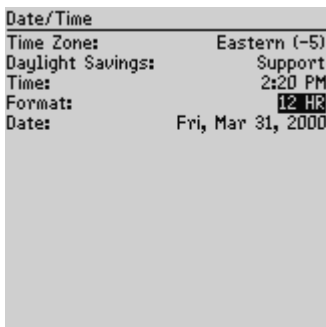 Date/Time
Time Zone: Eastern (-5)
Daylight Savings: Support
Time: 2:20 PM
Format: 12 HR
Date: Fri, Mar 31, 2000